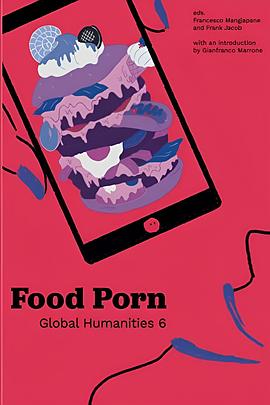 eds.
Francesco Mangiapane
and Frank Jacob
with an introduction
by Gianfranco Marrone
Food Porn
Global Humanities 6